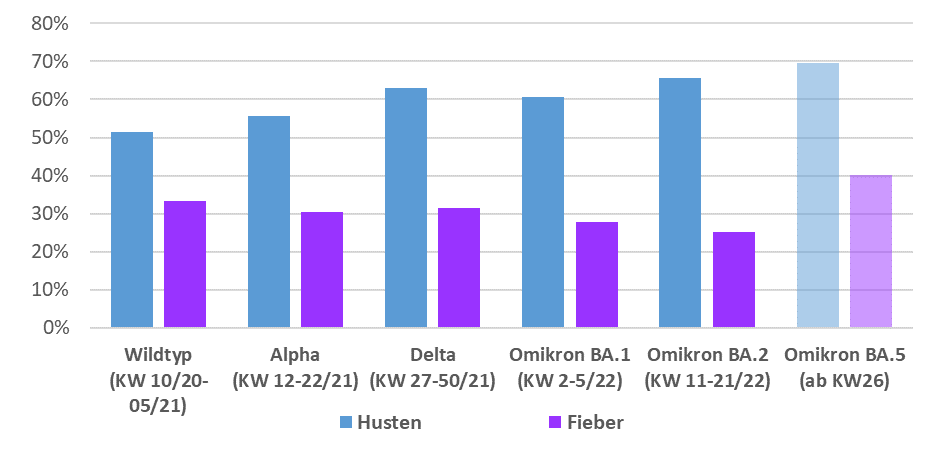 80%
70%
60%
50%
40%
30%
20%
10%
0%
Wildtyp
(KW 10/20-
05/21)
Alpha
(KW 12-22/21)
Delta
(KW 27-50/21)
Omikron BA.1
(KW 2-5/22)
Omikron BA.2
(KW 11-21/22)
Omikron BA.5
(ab KW26)
Husten
Fieber